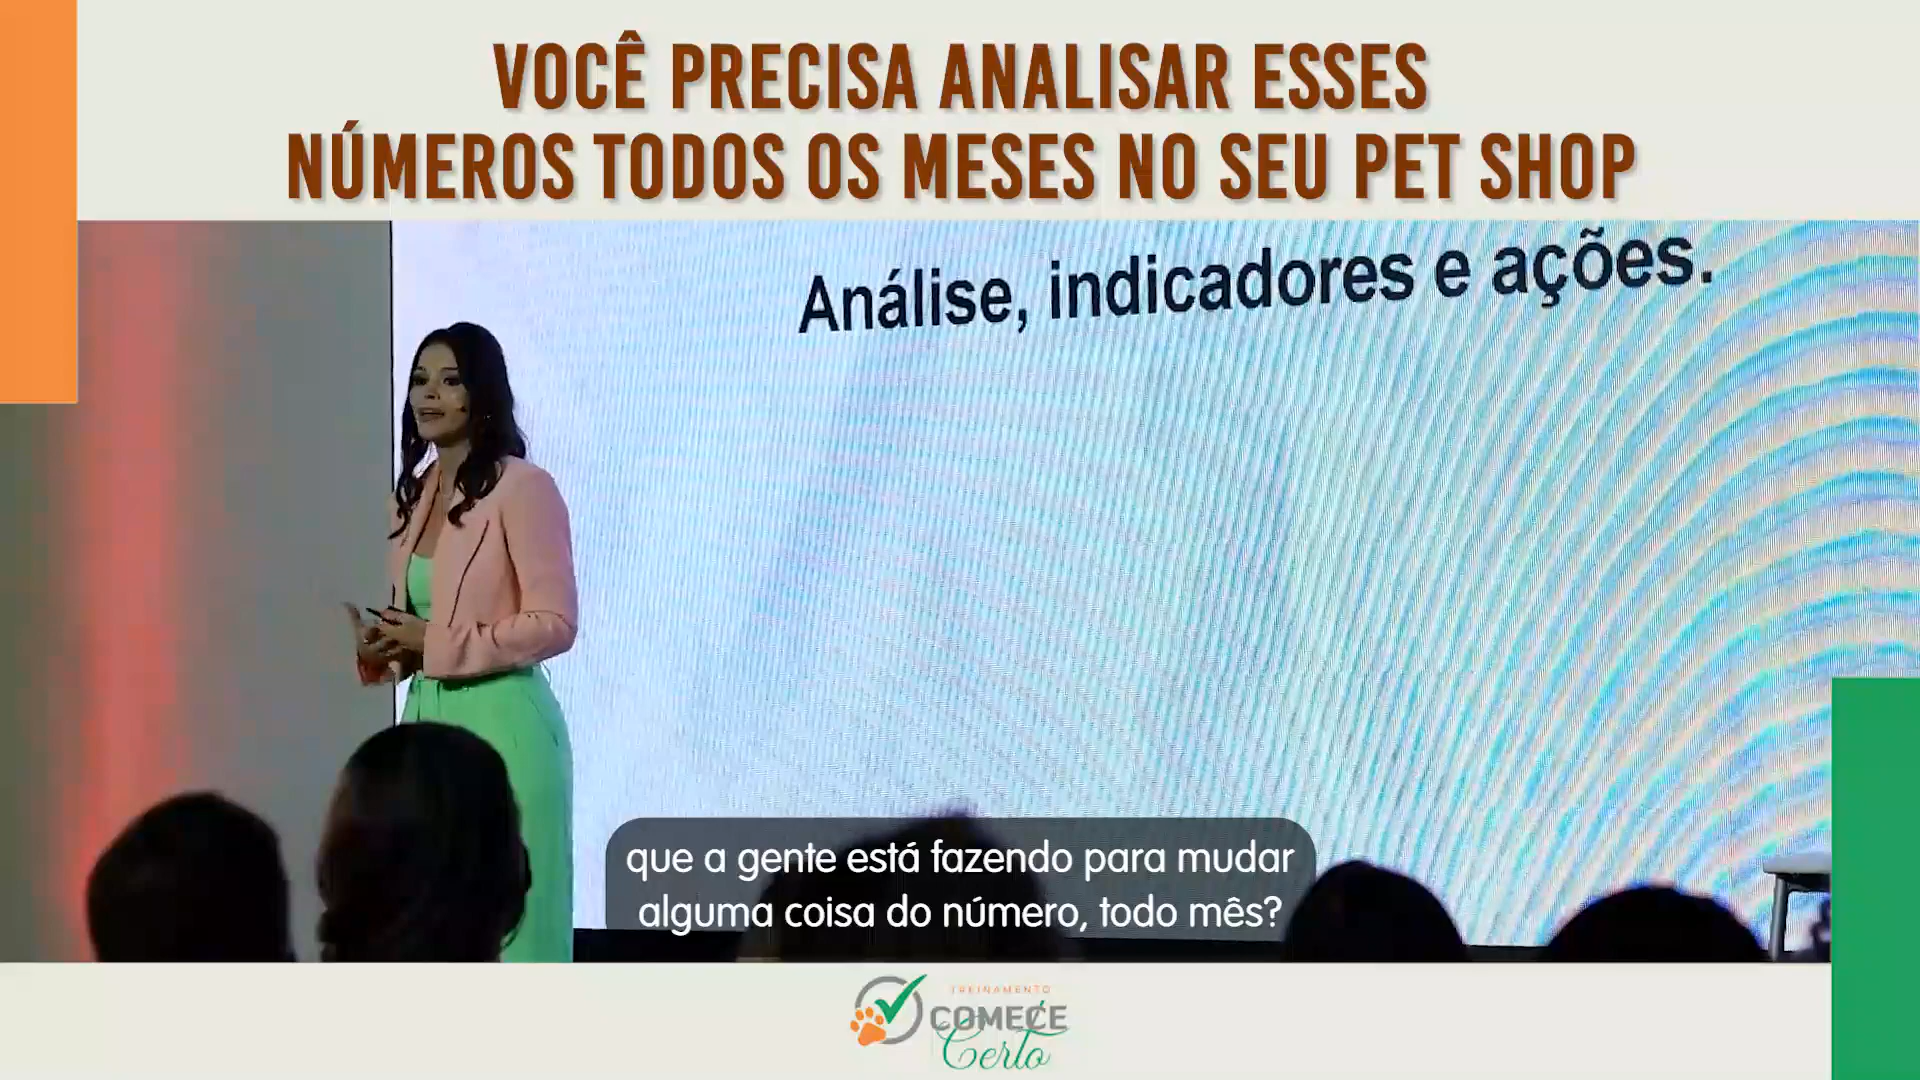 VOCÊ PRECISA ANALISAR ESSES
NÚMEROS TODOS OS MESES NO SEU PET SHOP
Análise, indicadores e ações.
que a gente está fazendo para mudar
alguma coisa do número, todo mês?
TREINAMENTO
COMECE
Certo